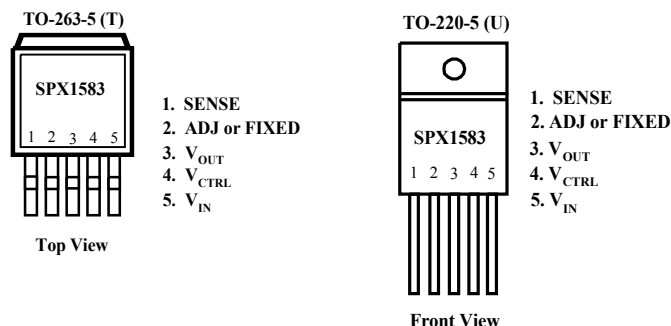 TO-263-5 (T)
SPX1583
1 2 3 4 5
1. SENSE
2. ADJ or FIXED
3. VOUT
4. VCTRL
5. VIN
Top View
TO-220-5 (U)
SPX1583
1 2 3 4 5
1. SENSE
2. ADJ or FIXED
3. VOUT
4. VCTRL
5. VIN
Front View